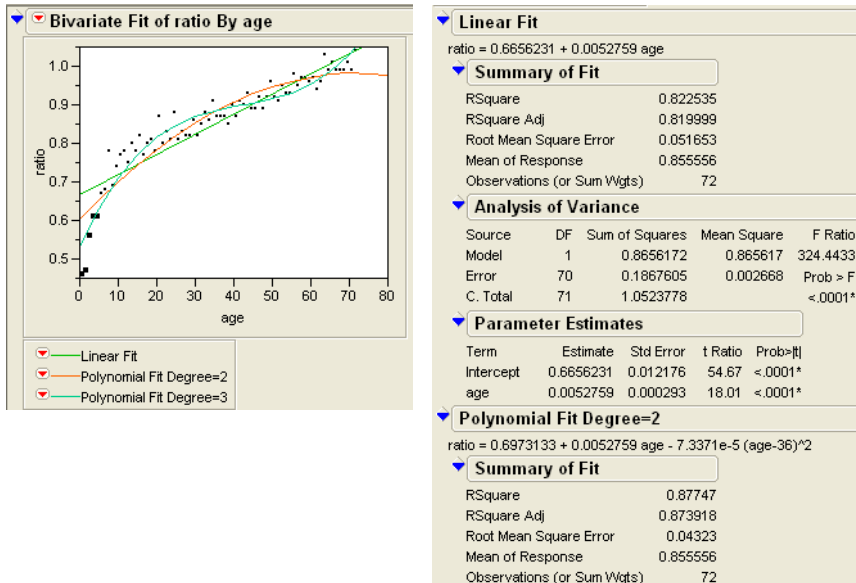 Bivariate Fit of ratio By age
1.0
0.9
0.8
0.7
0.6
0.5
ratio
0 10 20 30 40 50 60 70 80
age
Linear Fit
Polynomial Fit Degree=2
Polynomial Fit Degree=3
Linear Fit
ratio = 0.6656231 + 0.0052759 age
Summary of Fit
RSquare 0.822535
RSquare Adj 0.819999
Root Mean Square Error 0.051653
Mean of Response 0.855556
Observations (or Sum Wgts) 72
Analysis of Variance
Source DF Sum of Squares Mean Square F Ratio
Model 1 0.8656172 0.865617 324.4433
Error 70 0.1867605 0.002668 Prob > F
C. Total 71 1.0523778 <.0001*
Parameter Estimates
Term Estimate Std Error t Ratio Prob>|t|
Intercept 0.6656231 0.012176 54.67 <.0001*
age 0.0052759 0.000293 18.01 <.0001*
Polynomial Fit Degree=2
ratio = 0.6973133 + 0.0052759 age - 7.3371e-5 (age-36)^2
Summary of Fit
RSquare 0.87747
RSquare Adj 0.873918
Root Mean Square Error 0.04323
Mean of Response 0.855556
Observations (or Sum Wgts) 72